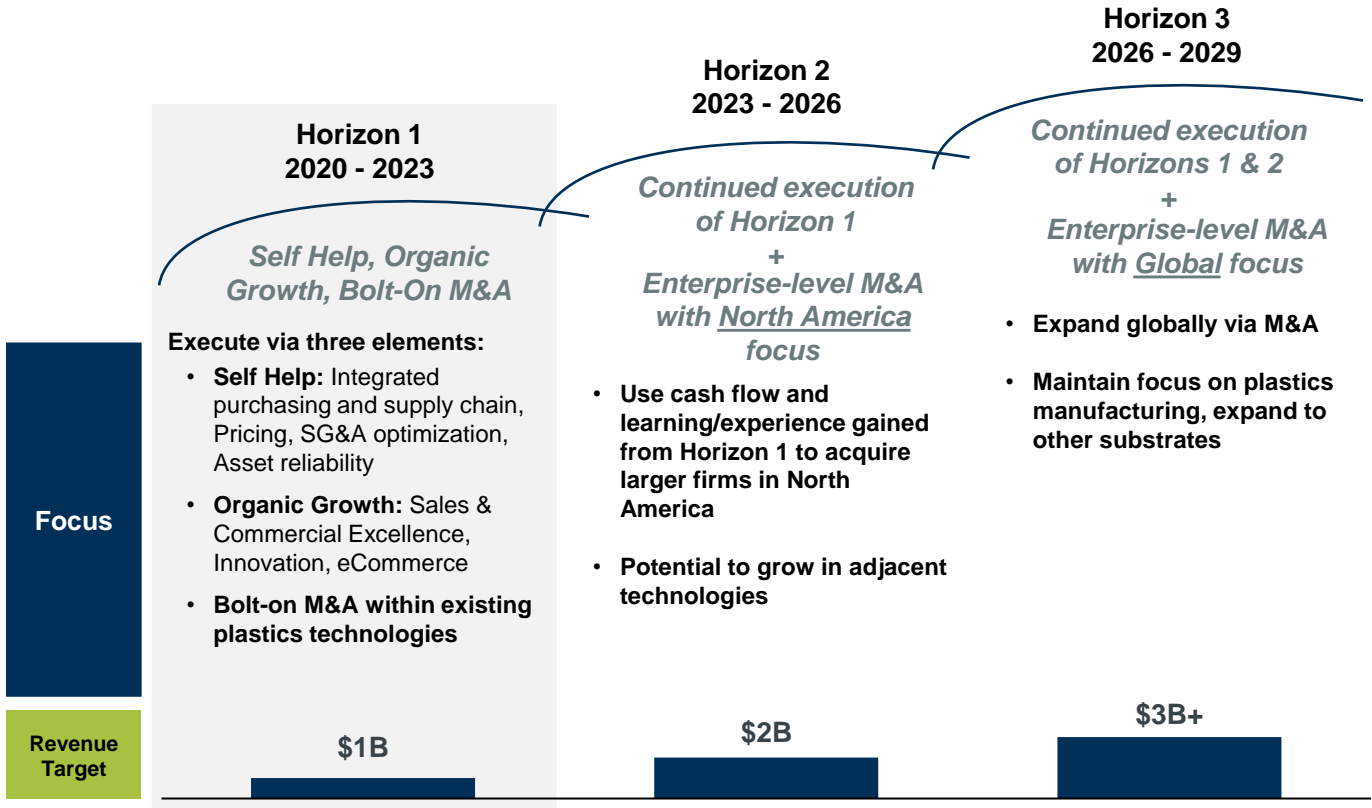 Horizon 1
2020 - 2023
Self Help, Organic
Growth, Bolt-On M&A
Execute via three elements:
• Self Help: Integrated
purchasing and supply chain,
Pricing, SG&A optimization,
Asset reliability
• Organic Growth: Sales &
Commercial Excellence,
Innovation, eCommerce
• Bolt-on M&A within existing
plastics technologies
Horizon 2
2023 - 2026
Continued execution
of Horizon 1
+
Enterprise-level M&A
with North America
focus
• Use cash flow and
learning/experience gained
from Horizon 1 to acquire
larger firms in North
America
• Potential to grow in adjacent
technologies
Horizon 3
2026 - 2029
Continued execution
of Horizons 1 & 2
+
Enterprise-level M&A
with Global focus
• Expand globally via M&A
• Maintain focus on plastics
manufacturing, expand to
other substrates
Focus
Revenue
Target
$1B
$2B
$3B+